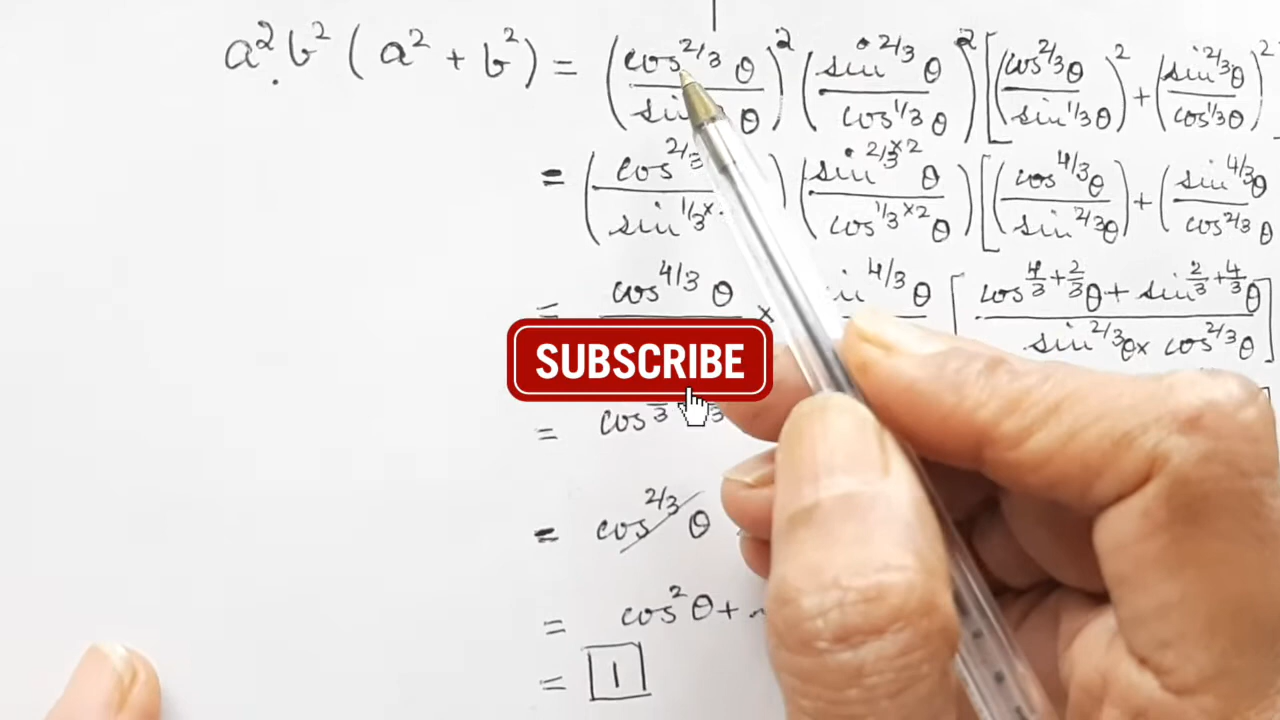 a² b² ( a² + b² ) = (cos^2/3 θ / sin θ)² (sin^2/3 θ / cos^1/3 θ)² [(cos^2/3 θ / sin^1/3 θ)² + (sin^2/3 θ / cos^1/3 θ)²
= (cos^2/3 / sin^1/3×) (sin^2/3×2 θ / cos^1/3×2 θ) [(cos^4/3 θ / sin^2/3 θ) + (sin^4/3 θ / cos^2/3 θ
= cos^4/3 θ × sin^4/3 θ [cos^4/3+2/3 θ + sin^2/3+4/3 θ / sin^2/3 θ × cos^2/3 θ]
SUBSCRIBE
= cos
= cos^2/3 θ
= cos² θ +
= 1